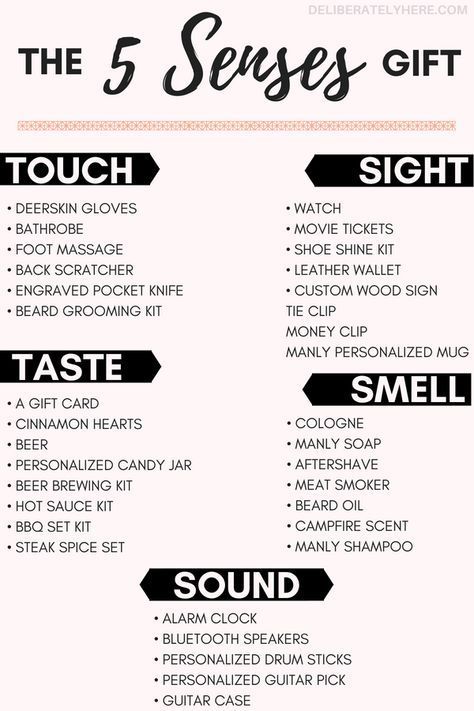 DELIBERATELYHERE.COM
THE 5 Senses GIFT
TOUCH
• DEERSKIN GLOVES
• BATHROBE
• FOOT MASSAGE
• BACK SCRATCHER
• ENGRAVED POCKET KNIFE
• BEARD GROOMING KIT
SIGHT
• WATCH
• MOVIE TICKETS
• SHOE SHINE KIT
• LEATHER WALLET
• CUSTOM WOOD SIGN
TIE CLIP
MONEY CLIP
MANLY PERSONALIZED MUG
TASTE
• A GIFT CARD
• CINNAMON HEARTS
• BEER
• PERSONALIZED CANDY JAR
• BEER BREWING KIT
• HOT SAUCE KIT
• BBQ SET KIT
• STEAK SPICE SET
SMELL
• COLOGNE
• MANLY SOAP
• AFTERSHAVE
• MEAT SMOKER
• BEARD OIL
• CAMPFIRE SCENT
• MANLY SHAMPOO
SOUND
• ALARM CLOCK
• BLUETOOTH SPEAKERS
• PERSONALIZED DRUM STICKS
• PERSONALIZED GUITAR PICK
• GUITAR CASE